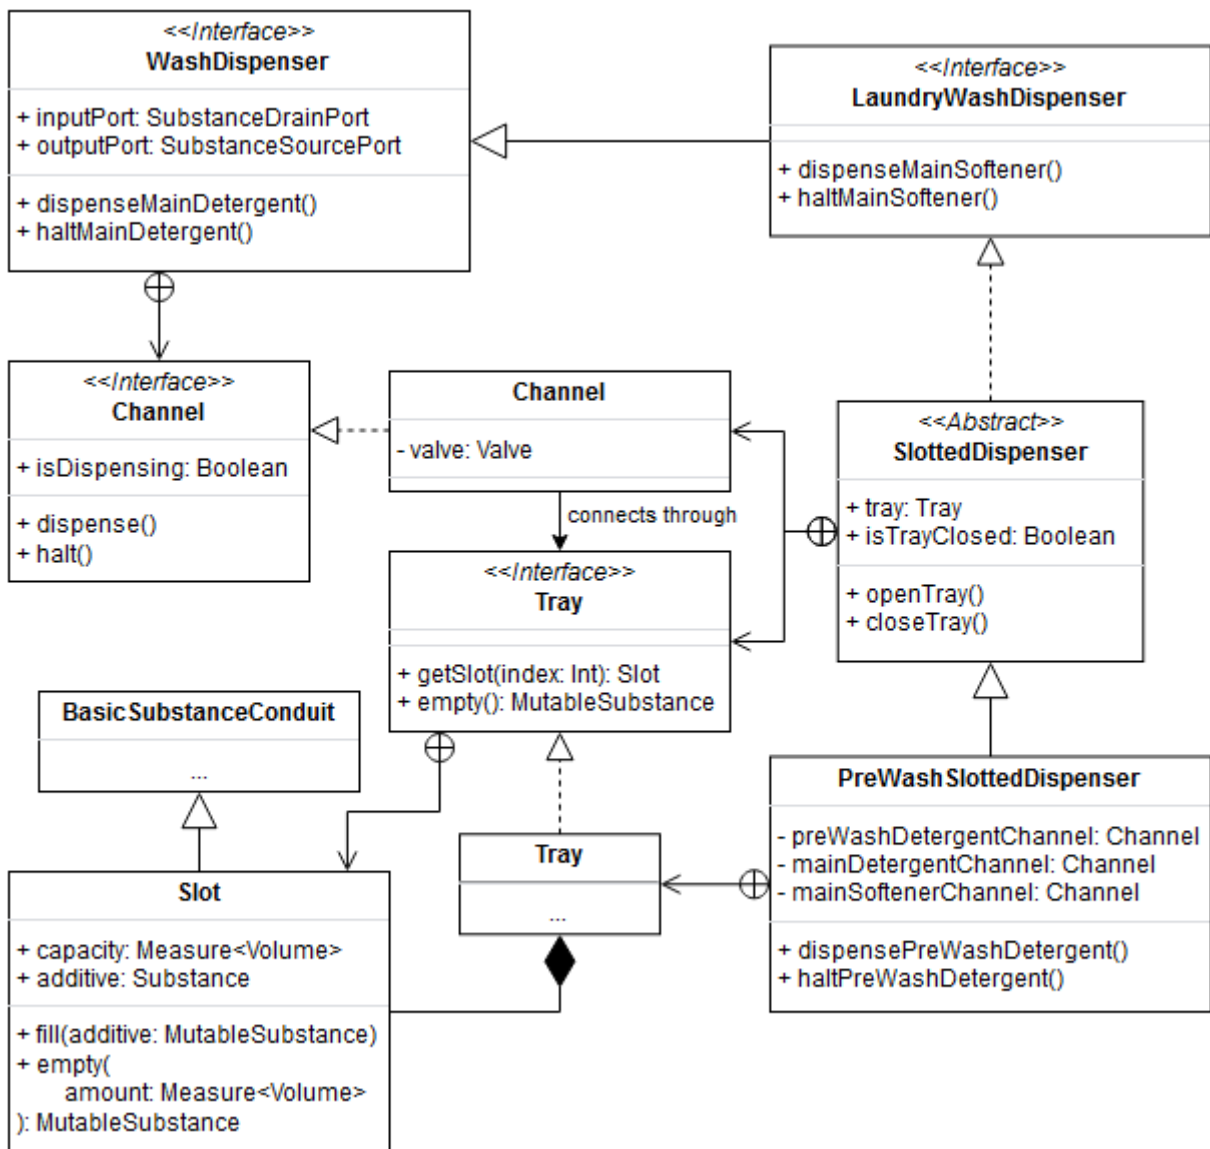 <<Interface>>
WashDispenser
+ inputPort: SubstanceDrainPort
+ outputPort: SubstanceSourcePort
+ dispenseMainDetergent()
+ haltMainDetergent()
<<Interface>>
LaundryWashDispenser
+ dispenseMainSoftener()
+ haltMainSoftener()
<<Interface>>
Channel
+ isDispensing: Boolean
+ dispense()
+ halt()
Channel
- valve: Valve
connects through
<<Interface>>
Tray
+ getSlot(index: Int): Slot
+ empty(): MutableSubstance
<<Abstract>>
SlottedDispenser
+ tray: Tray
+ isTrayClosed: Boolean
+ openTray()
+ closeTray()
BasicSubstanceConduit
...
Slot
+ capacity: Measure<Volume>
+ additive: Substance
+ fill(additive: MutableSubstance)
+ empty(
amount: Measure<Volume>
): MutableSubstance
Tray
...
PreWashSlottedDispenser
- preWashDetergentChannel: Channel
- mainDetergentChannel: Channel
- mainSoftenerChannel: Channel
+ dispensePreWashDetergent()
+ haltPreWashDetergent()